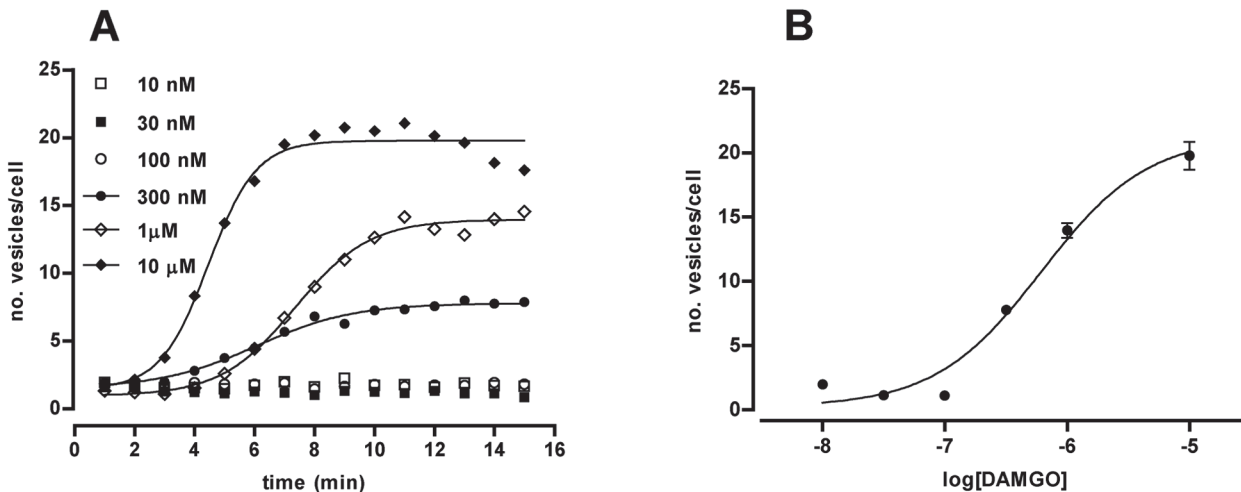 A
25
20
15
10
5
0
no. vesicles/cell
10 nM
30 nM
100 nM
300 nM
1μM
10 μM
0 2 4 6 8 10 12 14 16
time (min)
B
25
20
15
10
5
0
no. vesicles/cell
-8 -7 -6 -5
log[DAMGO]